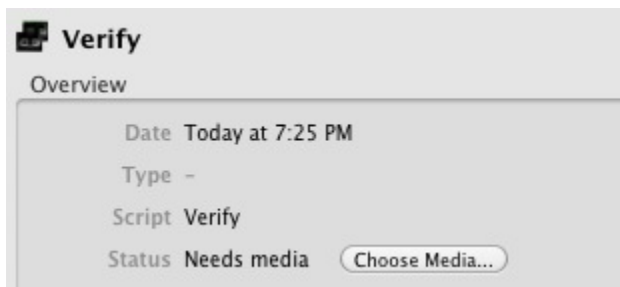 Verify
Overview
Date Today at 7:25 PM
Type -
Script Verify
Status Needs media Choose Media...